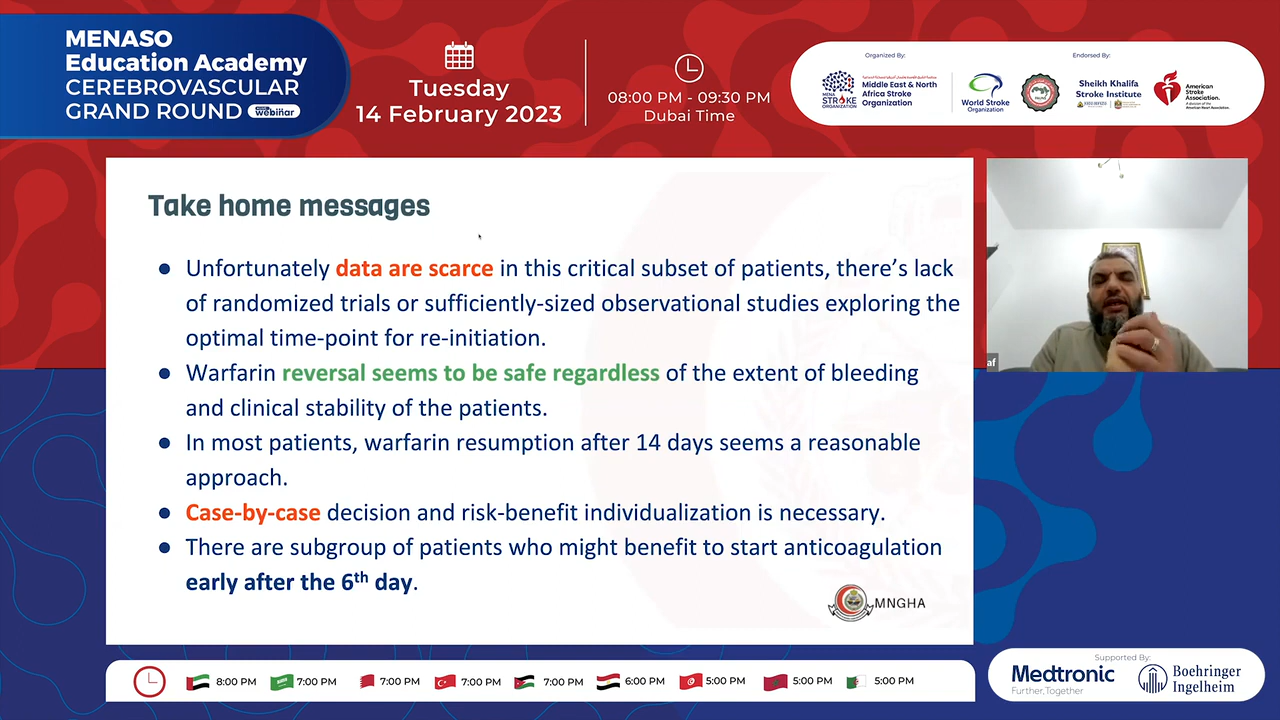 MENASO
Education Academy
CEREBROVASCULAR
GRAND ROUND webinar
Tuesday
14 February 2023
08:00 PM - 09:30 PM
Dubai Time
Organized By:
MENA
STROKE
ORGANIZATION
Middle East & North
Africa Stroke
Organization
Endorsed By:
World Stroke
Organization
Sheikh Khalifa
Stroke Institute
American
Stroke
Association.
Take home messages
● Unfortunately data are scarce in this critical subset of patients, there's lack
of randomized trials or sufficiently-sized observational studies exploring the
optimal time-point for re-initiation.
● Warfarin reversal seems to be safe regardless of the extent of bleeding
and clinical stability of the patients.
● In most patients, warfarin resumption after 14 days seems a reasonable
approach.
● Case-by-case decision and risk-benefit individualization is necessary.
● There are subgroup of patients who might benefit to start anticoagulation
early after the 6th day.
MNGHA
af
8:00 PM 7:00 PM 7:00 PM 7:00 PM 7:00 PM 6:00 PM 5:00 PM 5:00 PM 5:00 PM
Supported By:
Medtronic
Further, Together
Boehringer
Ingelheim